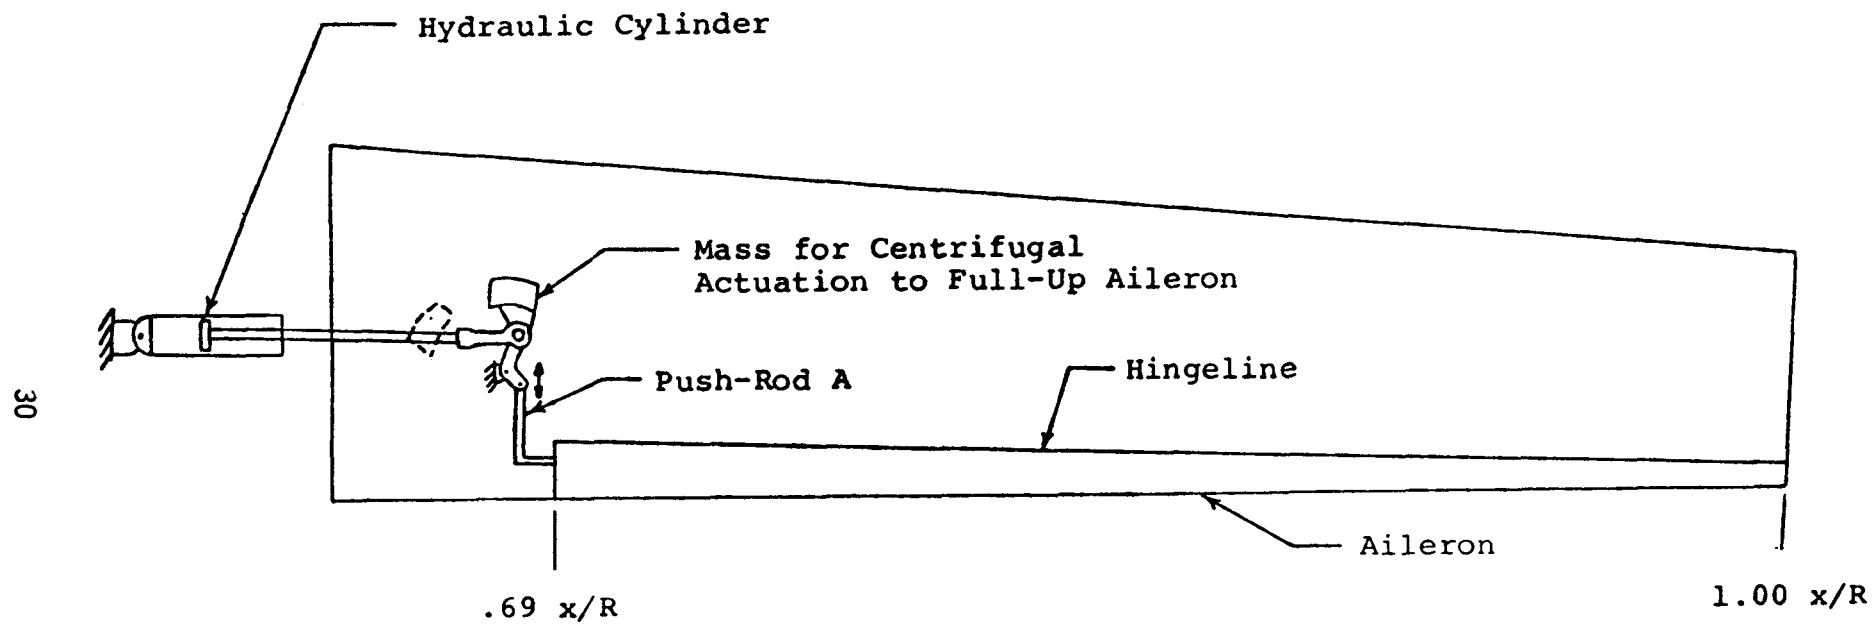 Hydraulic Cylinder
Mass for Centrifugal
Actuation to Full-Up Aileron
Push-Rod A
Hingeline
Aileron
.69 x/R
1.00 x/R
30